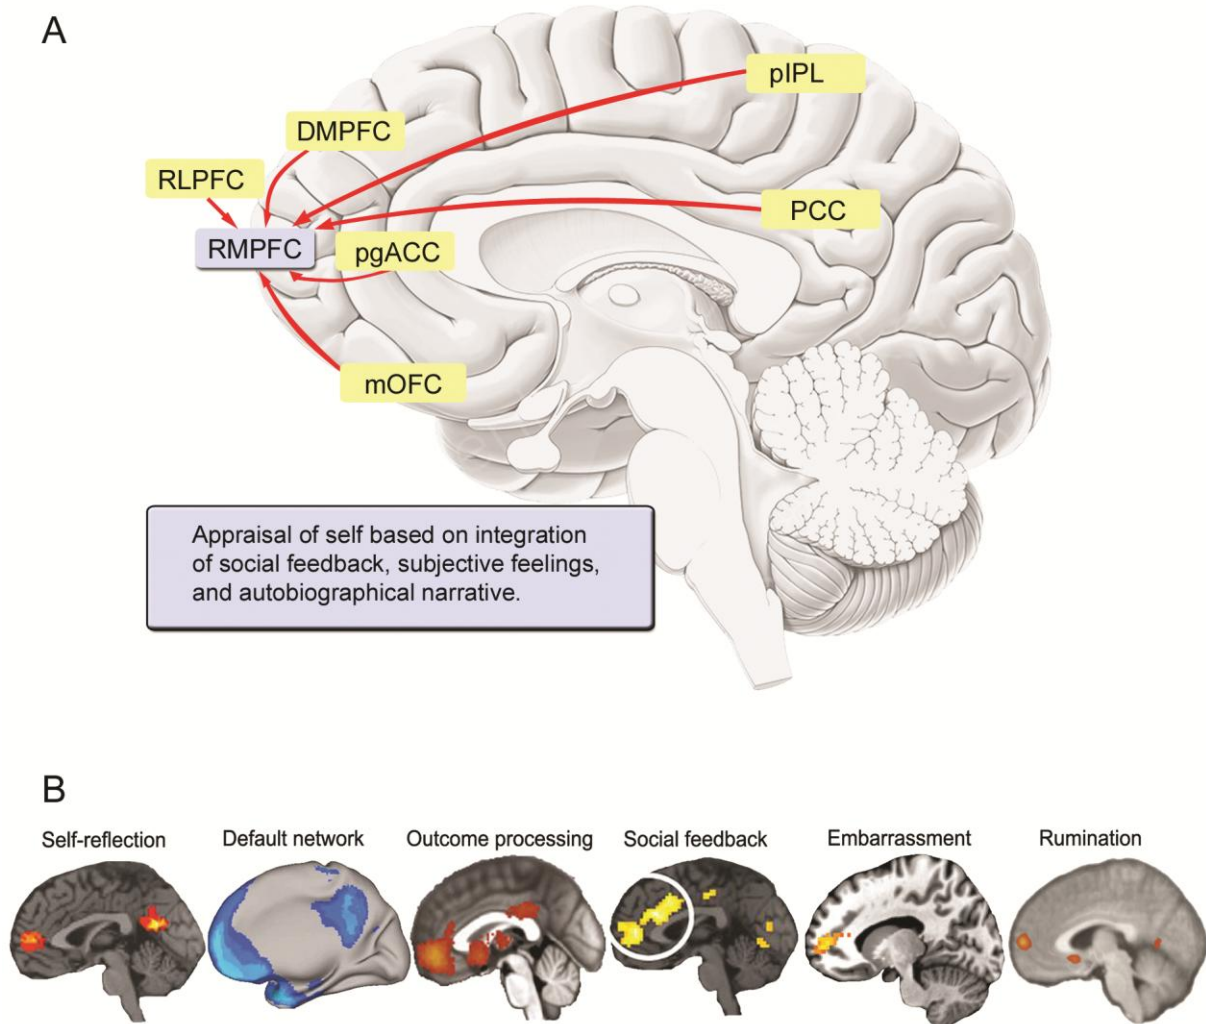 A
pIPL
DMPFC
RLPFC
PCC
RMPFC
pgACC
mOFC
Appraisal of self based on integration
of social feedback, subjective feelings,
and autobiographical narrative.
B
Self-reflection
Default network
Outcome processing
Social feedback
Embarrassment
Rumination